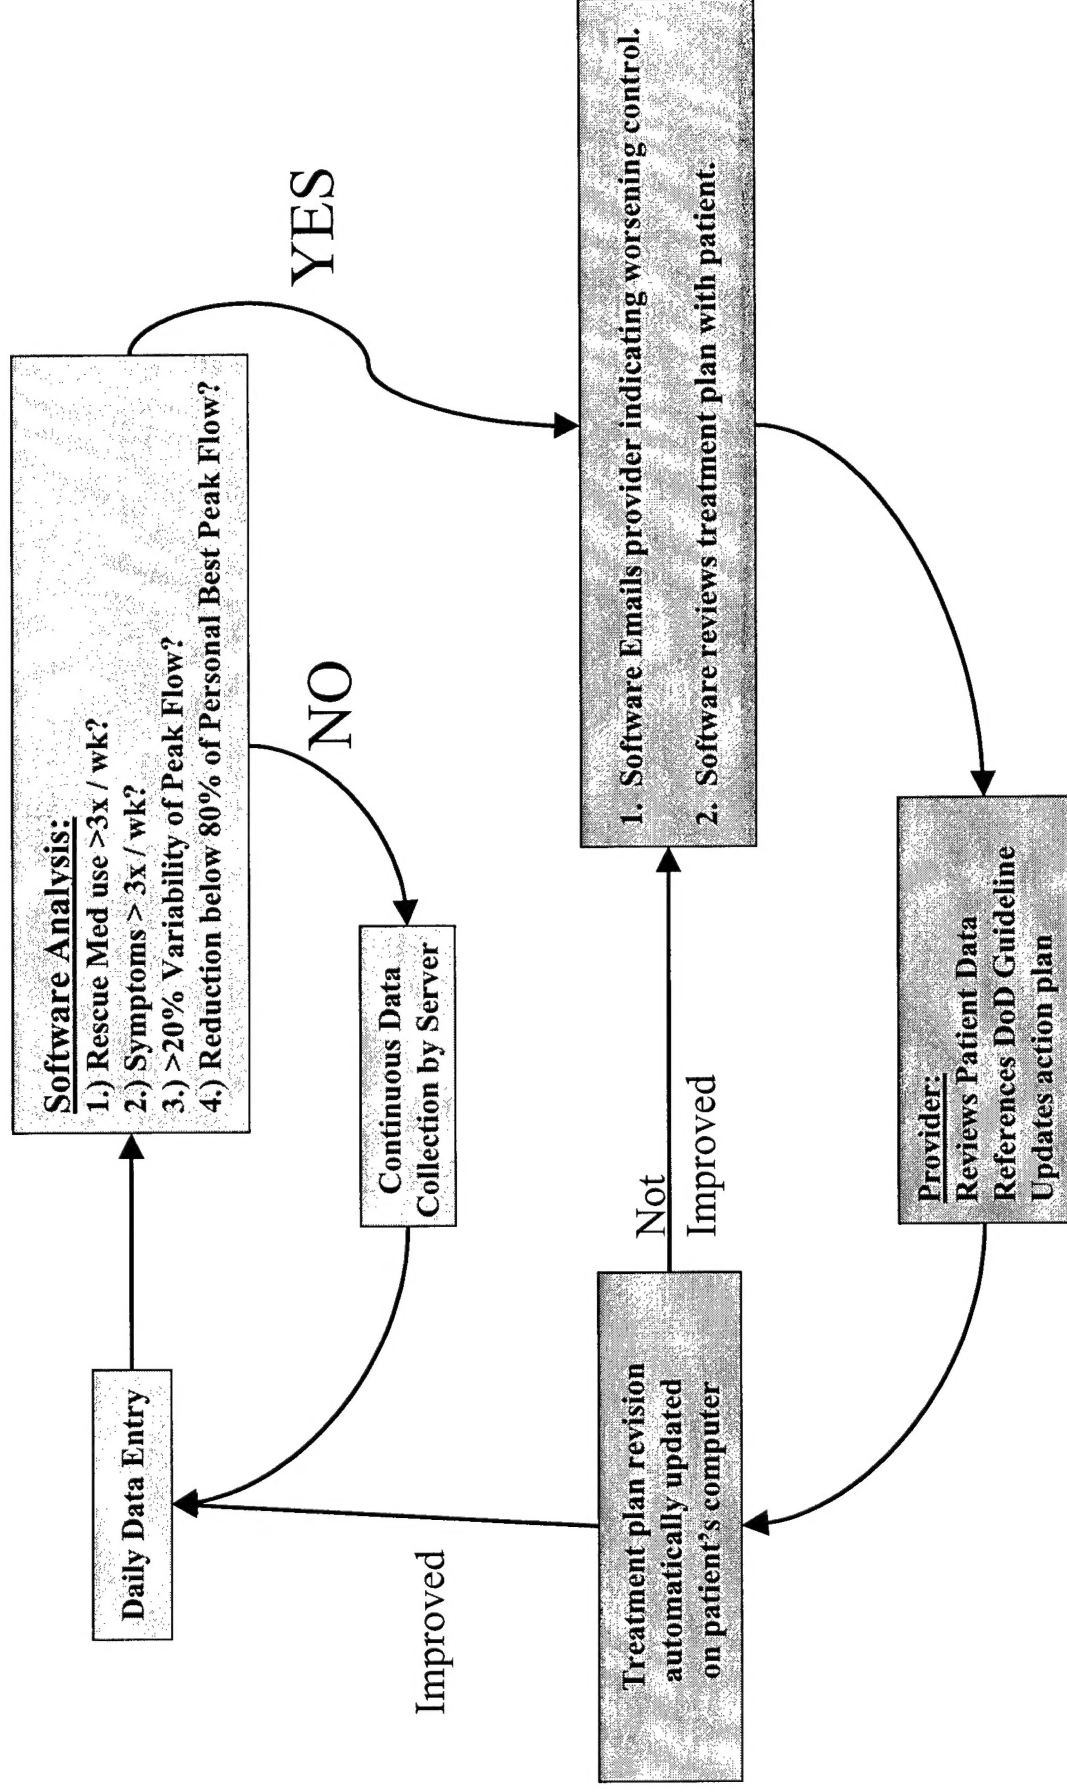 Daily Data Entry
Software Analysis:
1.) Rescue Med use >3x / wk?
2.) Symptoms > 3x / wk?
3.) >20% Variability of Peak Flow?
4.) Reduction below 80% of Personal Best Peak Flow?
YES
NO
Continuous Data
Collection by Server
Improved
Treatment plan revision
automatically updated
on patient's computer
Not
Improved
1. Software Emails provider indicating worsening control.
2. Software reviews treatment plan with patient.
Provider:
Reviews Patient Data
References DoD Guideline
Updates action plan